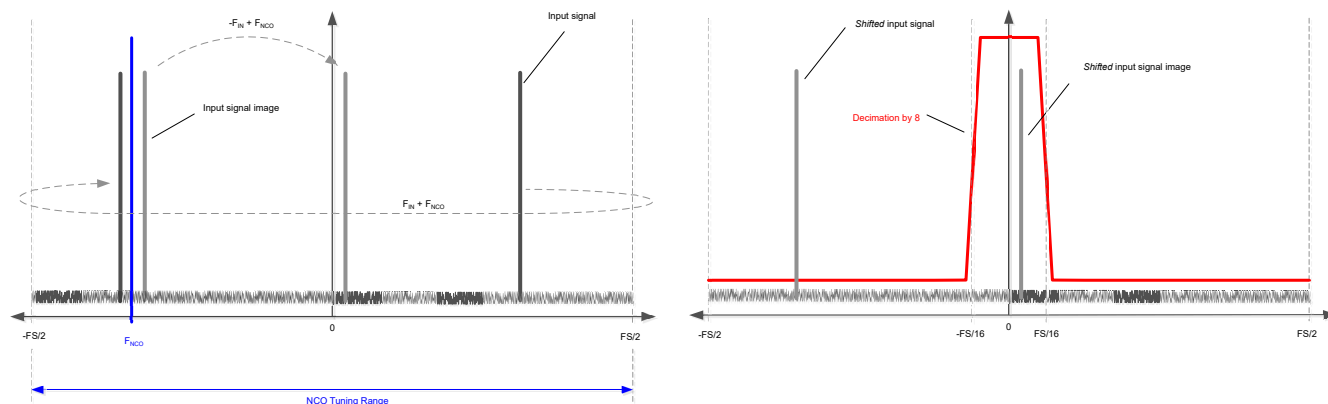 -F_IN + F_NCO
Input signal
Input signal image
F_IN + F_NCO
-FS/2
0
FS/2
F_NCO
NCO Tuning Range
Shifted input signal
Shifted input signal image
Decimation by 8
-FS/2
-FS/16
0
FS/16
FS/2